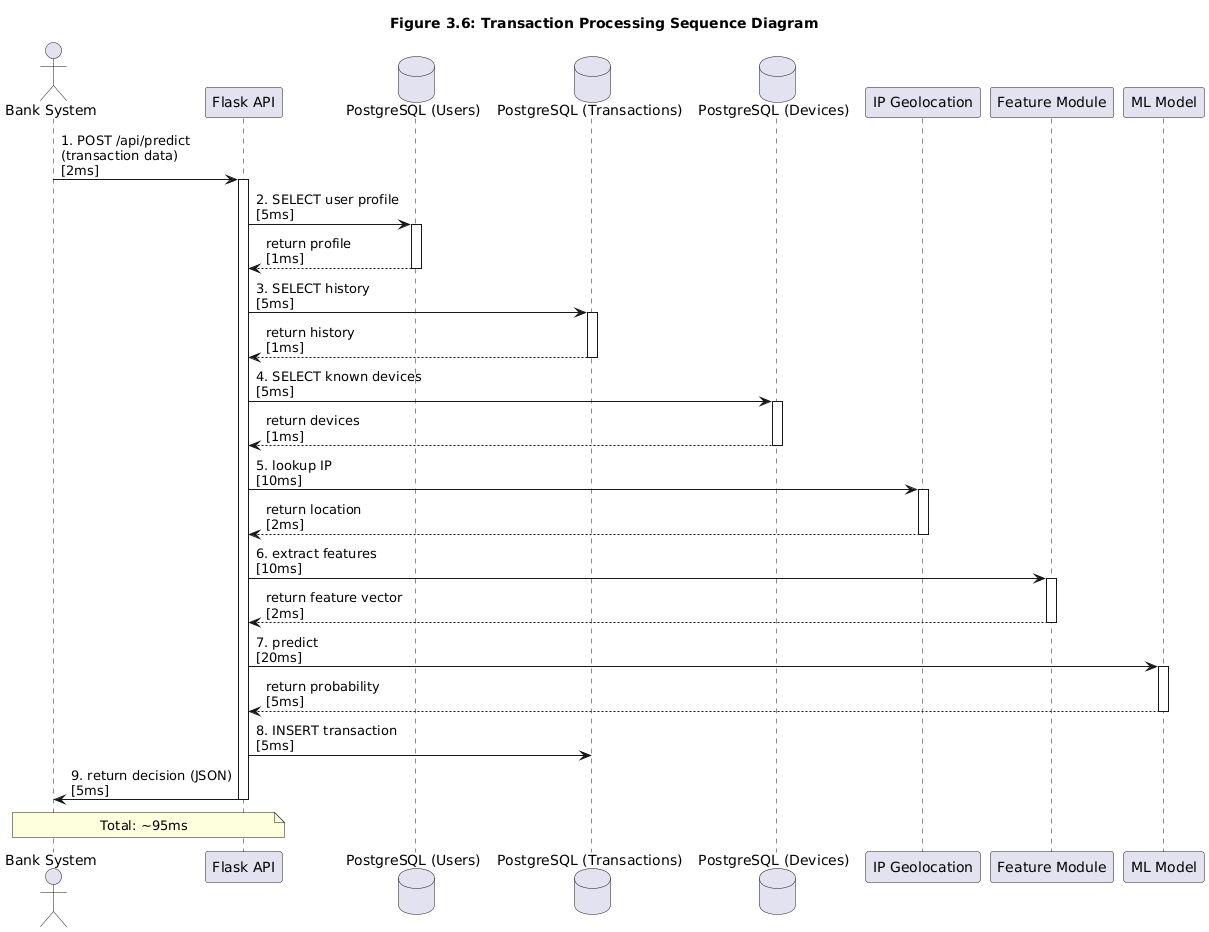 Figure 3.6: Transaction Processing Sequence Diagram
Bank System
Flask API
PostgreSQL (Users)
PostgreSQL (Transactions)
PostgreSQL (Devices)
IP Geolocation
Feature Module
ML Model
1. POST /api/predict
(transaction data)
[2ms]
2. SELECT user profile
[5ms]
return profile
[1ms]
3. SELECT history
[5ms]
return history
[1ms]
4. SELECT known devices
[5ms]
return devices
[1ms]
5. lookup IP
[10ms]
return location
[2ms]
6. extract features
[10ms]
return feature vector
[2ms]
7. predict
[20ms]
return probability
[5ms]
8. INSERT transaction
[5ms]
9. return decision (JSON)
[5ms]
Total: ~95ms
Bank System
Flask API
PostgreSQL (Users)
PostgreSQL (Transactions)
PostgreSQL (Devices)
IP Geolocation
Feature Module
ML Model